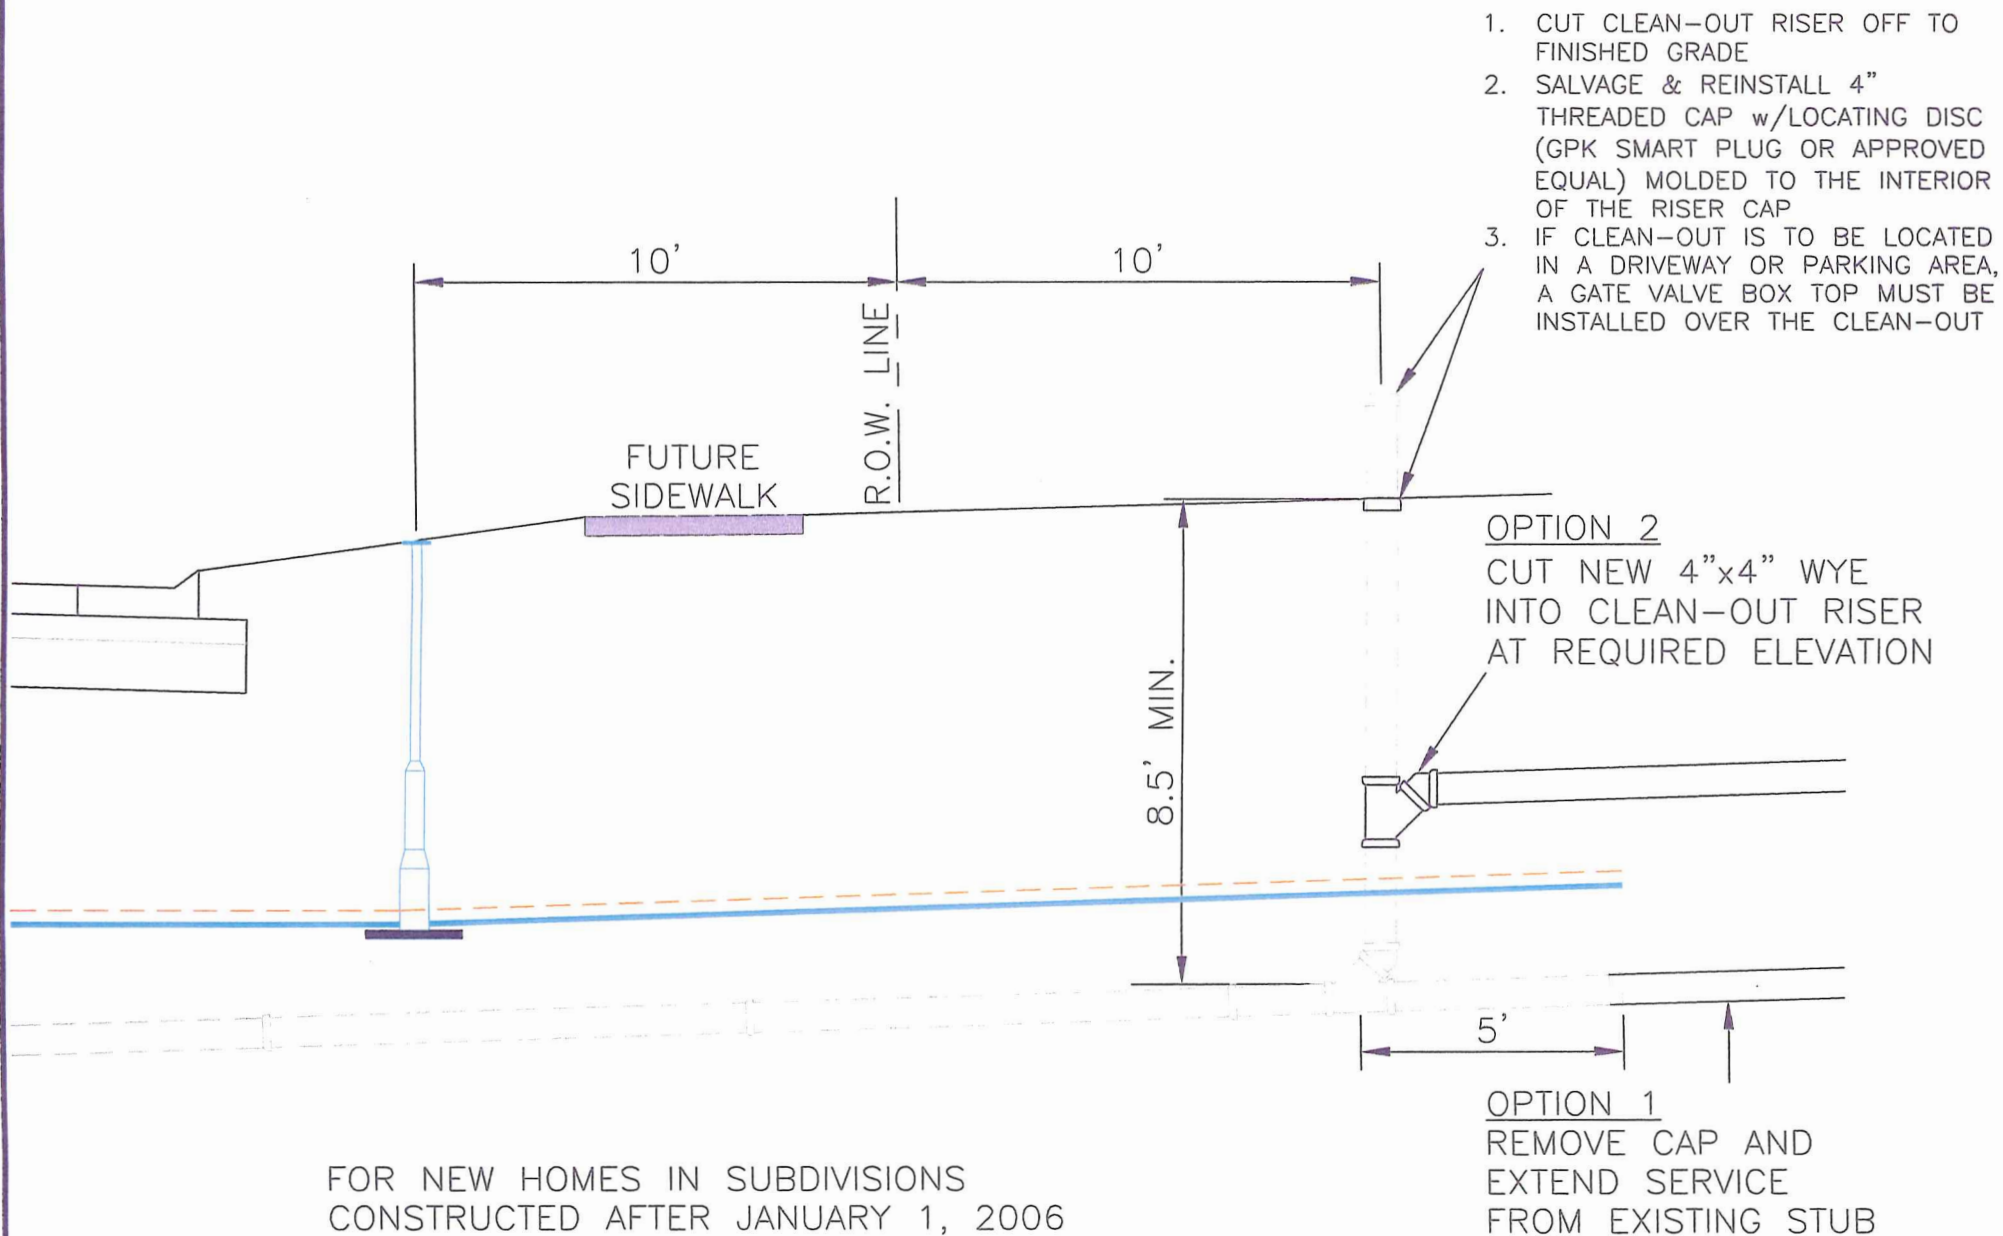 1. CUT CLEAN-OUT RISER OFF TO
FINISHED GRADE
2. SALVAGE & REINSTALL 4"
THREADED CAP w/LOCATING DISC
(GPK SMART PLUG OR APPROVED
EQUAL) MOLDED TO THE INTERIOR
OF THE RISER CAP
3. IF CLEAN-OUT IS TO BE LOCATED
IN A DRIVEWAY OR PARKING AREA,
A GATE VALVE BOX TOP MUST BE
INSTALLED OVER THE CLEAN-OUT
10'
10'
R.O.W. LINE
FUTURE
SIDEWALK
OPTION 2
CUT NEW 4"x4" WYE
INTO CLEAN-OUT RISER
AT REQUIRED ELEVATION
8.5' MIN.
5'
OPTION 1
REMOVE CAP AND
EXTEND SERVICE
FROM EXISTING STUB
FOR NEW HOMES IN SUBDIVISIONS
CONSTRUCTED AFTER JANUARY 1, 2006